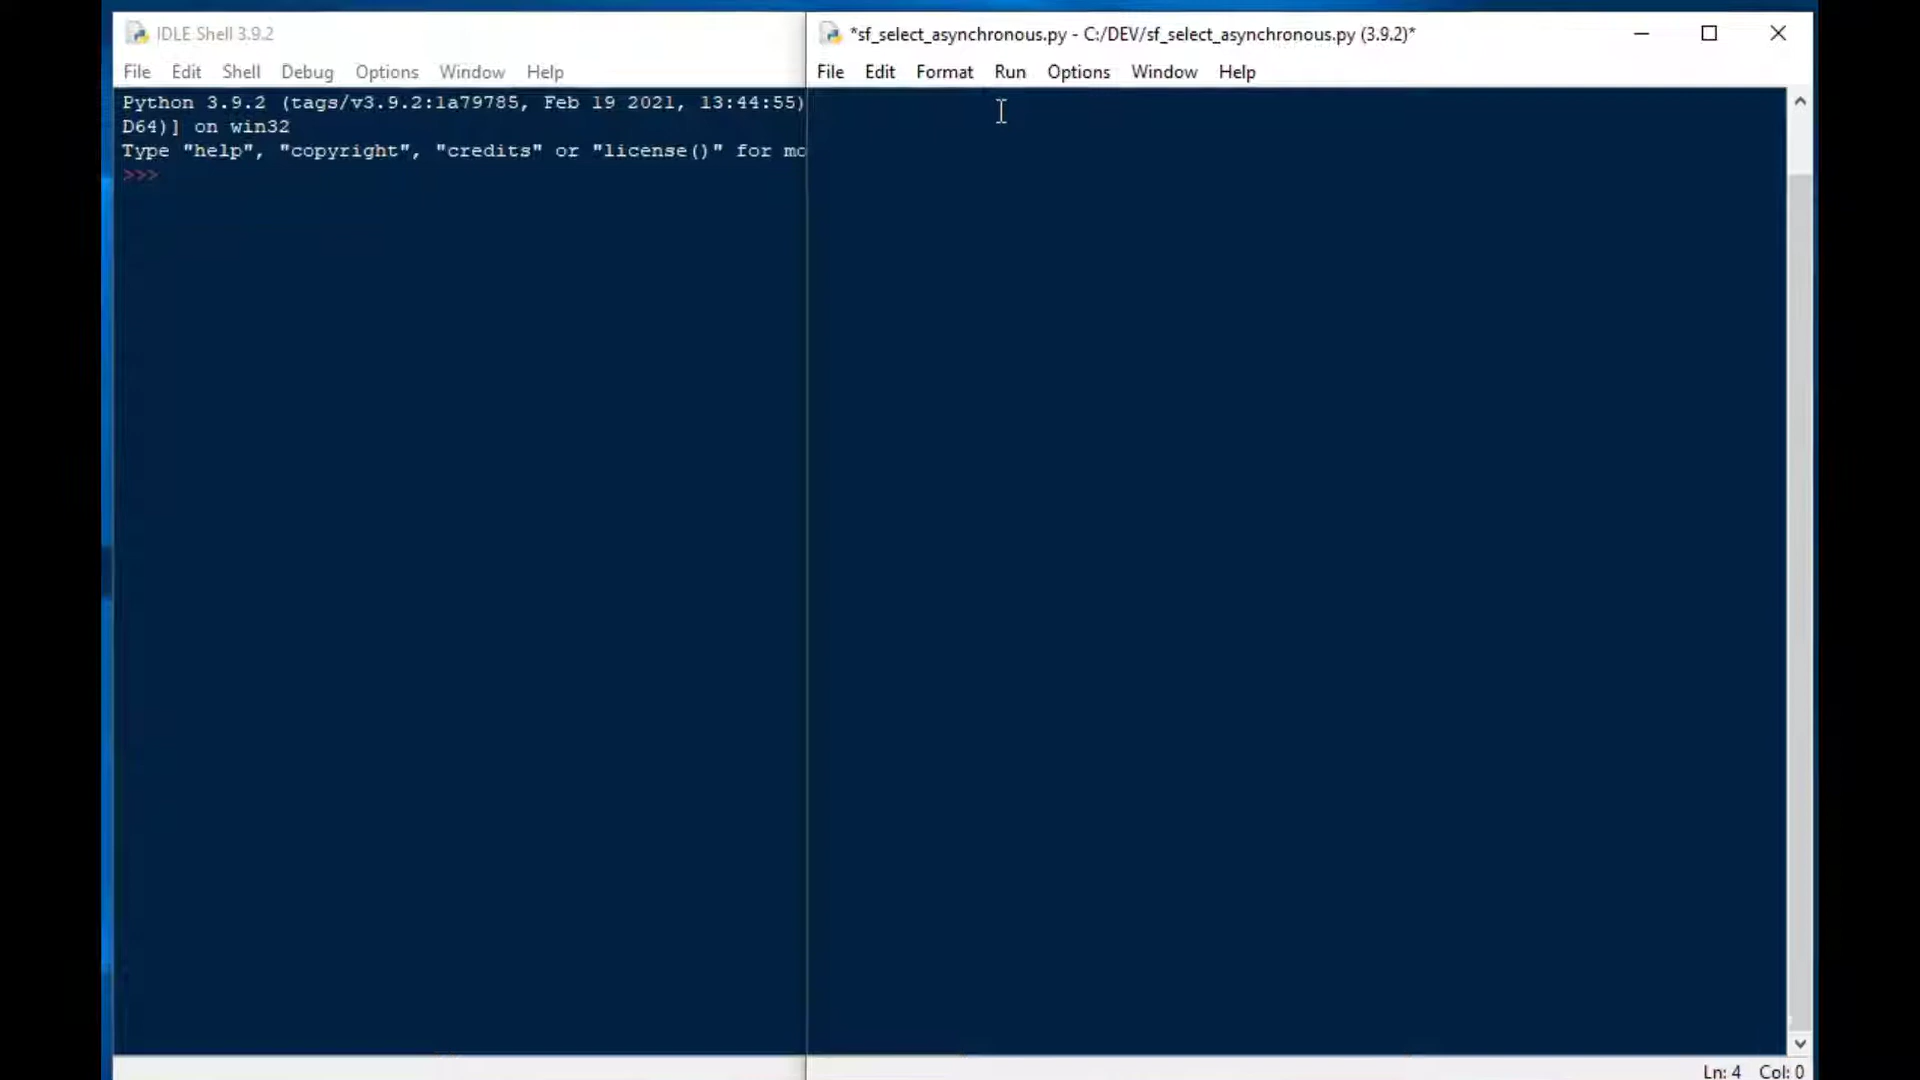 IDLE Shell 3.9.2
File Edit Shell Debug Options Window Help
Python 3.9.2 (tags/v3.9.2:1a79785, Feb 19 2021, 13:44:55)
D64)] on win32
Type "help", "copyright", "credits" or "license()" for mo
>>>
*sf_select_asynchronous.py - C:/DEV/sf_select_asynchronous.py (3.9.2)*
File Edit Format Run Options Window Help
Ln: 4 Col: 0